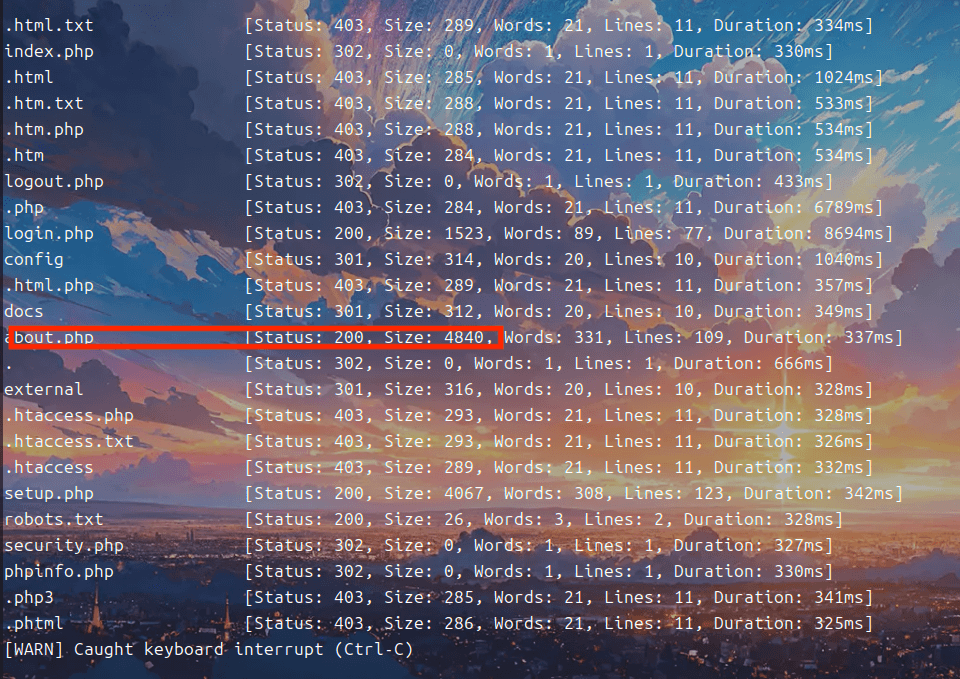 .html.txt [Status: 403, Size: 289, Words: 21, Lines: 11, Duration: 334ms]
index.php [Status: 302, Size: 0, Words: 1, Lines: 1, Duration: 330ms]
.html [Status: 403, Size: 285, Words: 21, Lines: 11, Duration: 1024ms]
.htm.txt [Status: 403, Size: 288, Words: 21, Lines: 11, Duration: 533ms]
.htm.php [Status: 403, Size: 288, Words: 21, Lines: 11, Duration: 534ms]
.htm [Status: 403, Size: 284, Words: 21, Lines: 11, Duration: 534ms]
logout.php [Status: 302, Size: 0, Words: 1, Lines: 1, Duration: 433ms]
.php [Status: 403, Size: 284, Words: 21, Lines: 11, Duration: 6789ms]
login.php [Status: 200, Size: 1523, Words: 89, Lines: 77, Duration: 8694ms]
config [Status: 301, Size: 314, Words: 20, Lines: 10, Duration: 1040ms]
.html.php [Status: 403, Size: 289, Words: 21, Lines: 11, Duration: 357ms]
docs [Status: 301, Size: 312, Words: 20, Lines: 10, Duration: 349ms]
about.php [Status: 200, Size: 4840, Words: 331, Lines: 109, Duration: 337ms]
. [Status: 302, Size: 0, Words: 1, Lines: 1, Duration: 666ms]
external [Status: 301, Size: 316, Words: 20, Lines: 10, Duration: 328ms]
.htaccess.php [Status: 403, Size: 293, Words: 21, Lines: 11, Duration: 328ms]
.htaccess.txt [Status: 403, Size: 293, Words: 21, Lines: 11, Duration: 326ms]
.htaccess [Status: 403, Size: 289, Words: 21, Lines: 11, Duration: 332ms]
setup.php [Status: 200, Size: 4067, Words: 308, Lines: 123, Duration: 342ms]
robots.txt [Status: 200, Size: 26, Words: 3, Lines: 2, Duration: 328ms]
security.php [Status: 302, Size: 0, Words: 1, Lines: 1, Duration: 327ms]
phpinfo.php [Status: 302, Size: 0, Words: 1, Lines: 1, Duration: 330ms]
.php3 [Status: 403, Size: 285, Words: 21, Lines: 11, Duration: 341ms]
.phtml [Status: 403, Size: 286, Words: 21, Lines: 11, Duration: 325ms]
[WARN] Caught keyboard interrupt (Ctrl-C)